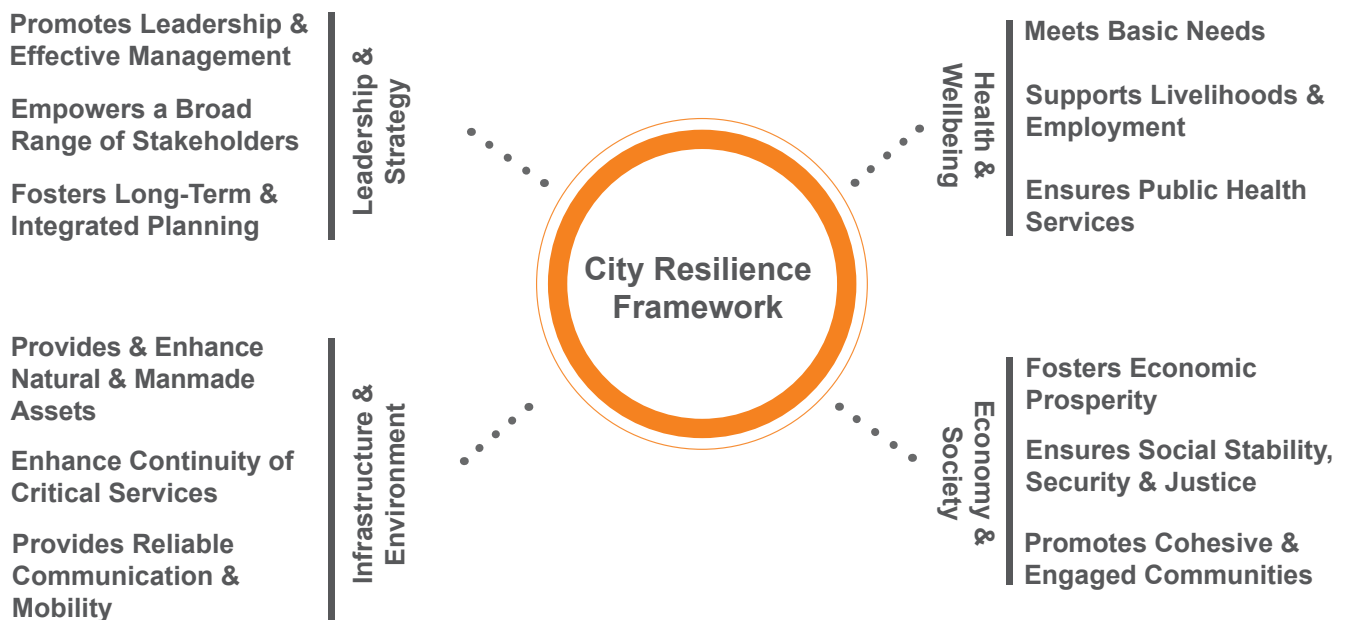 Promotes Leadership &
Effective Management
Empowers a Broad
Range of Stakeholders
Fosters Long-Term &
Integrated Planning
Leadership &
Strategy
Health &
Wellbeing
Meets Basic Needs
Supports Livelihoods &
Employment
Ensures Public Health
Services
City Resilience
Framework
Provides & Enhance
Natural & Manmade
Assets
Enhance Continuity of
Critical Services
Provides Reliable
Communication &
Mobility
Infrastructure &
Environment
Economy &
Society
Fosters Economic
Prosperity
Ensures Social Stability,
Security & Justice
Promotes Cohesive &
Engaged Communities